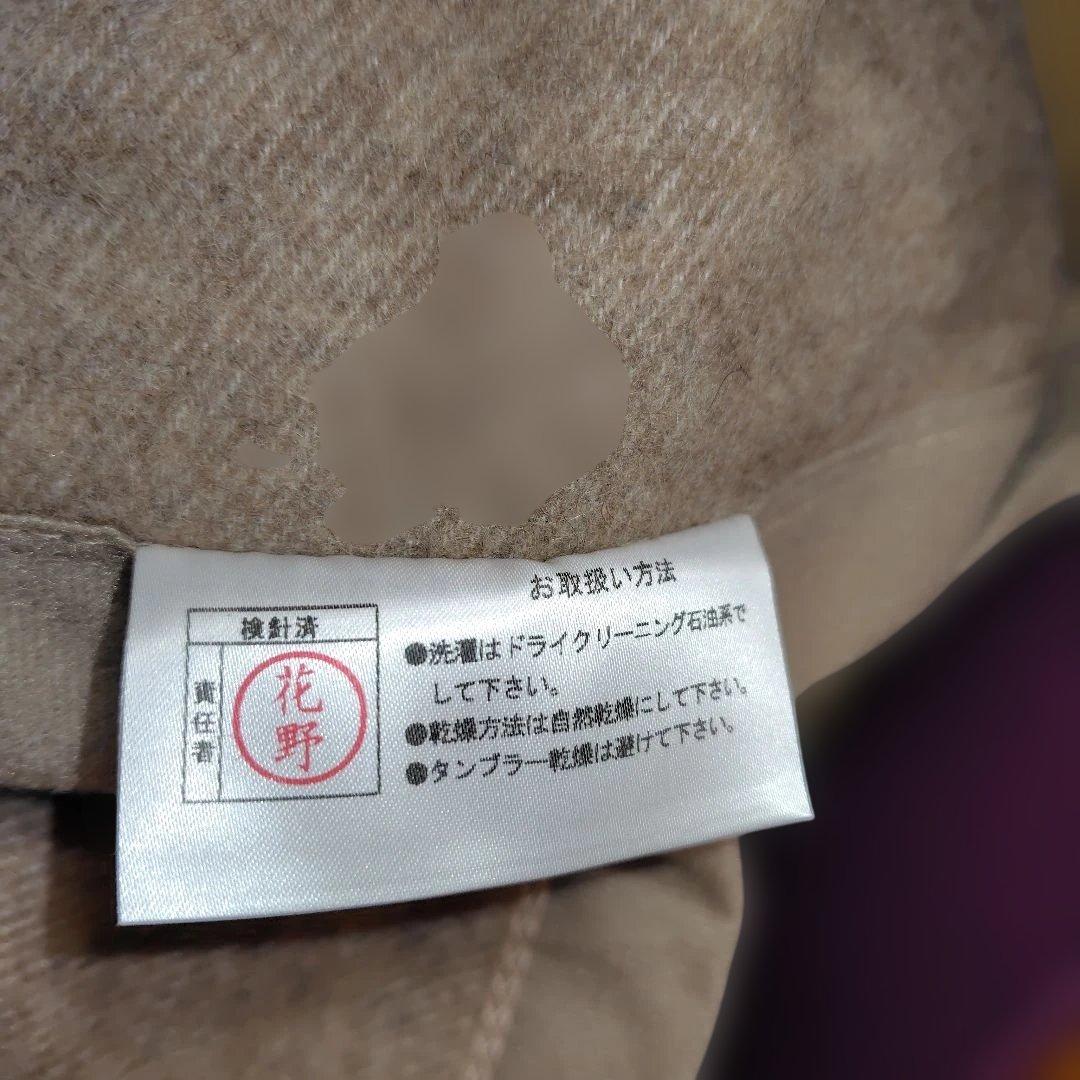 お取扱い方法
検針済
責任者
花野
●洗濯はドライクリーニング石油系で
して下さい。
●乾燥方法は自然乾燥にして下さい。
●タンブラー乾燥は避けて下さい。